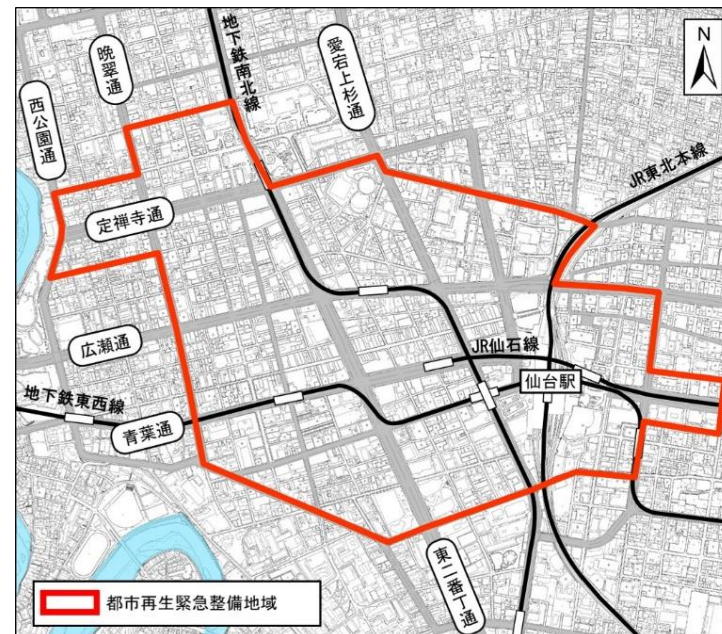 地下鉄南北線
晩翠通
愛宕上杉通
N
西公園通
JR東北本線
定禅寺通
広瀬通
JR仙石線
仙台駅
地下鉄東西線
青葉通
東二番丁通
都市再生緊急整備地域